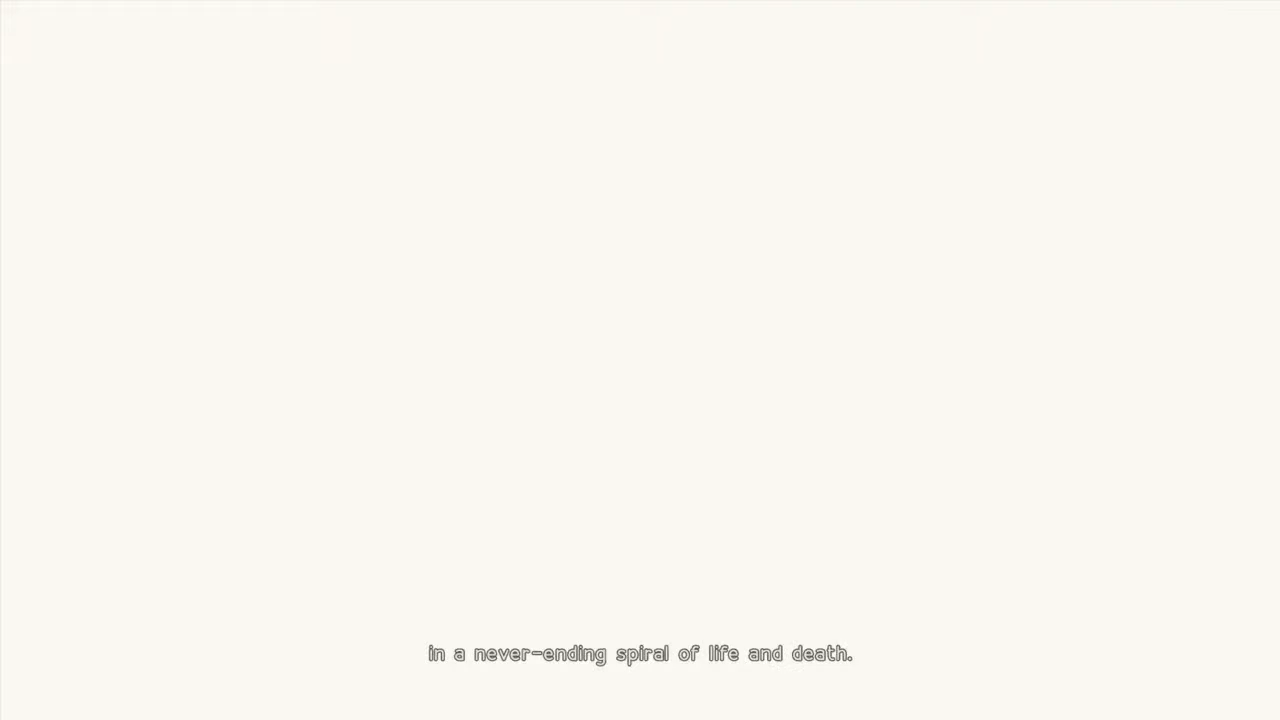 in a never-ending spiral of life and death.